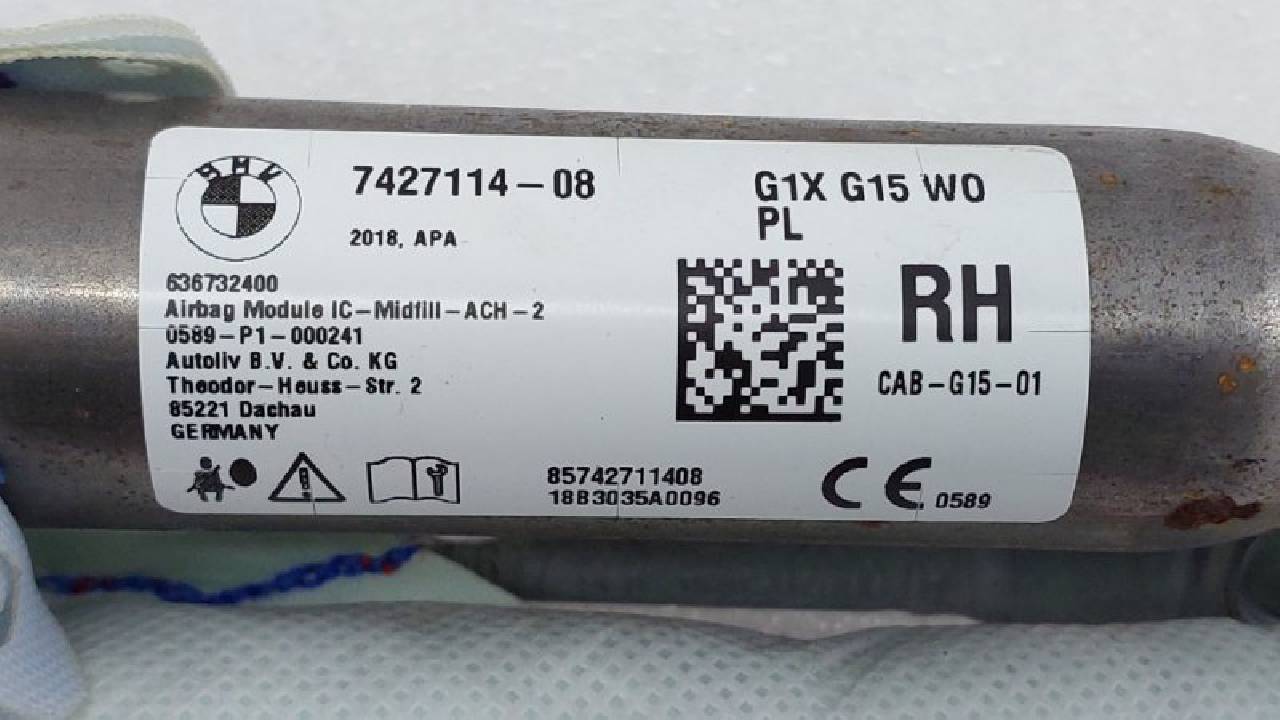 BMW
7427114-08
2018, APA
G1X G15 WO
PL
636732400
Airbag Module IC-Midfill-ACH-2
0589-P1-000241
Autoliv B.V. & Co. KG
Theodor-Heuss-Str. 2
85221 Dachau
GERMANY
RH
CAB-G15-01
85742711408
18B3035A0096
CE 0589